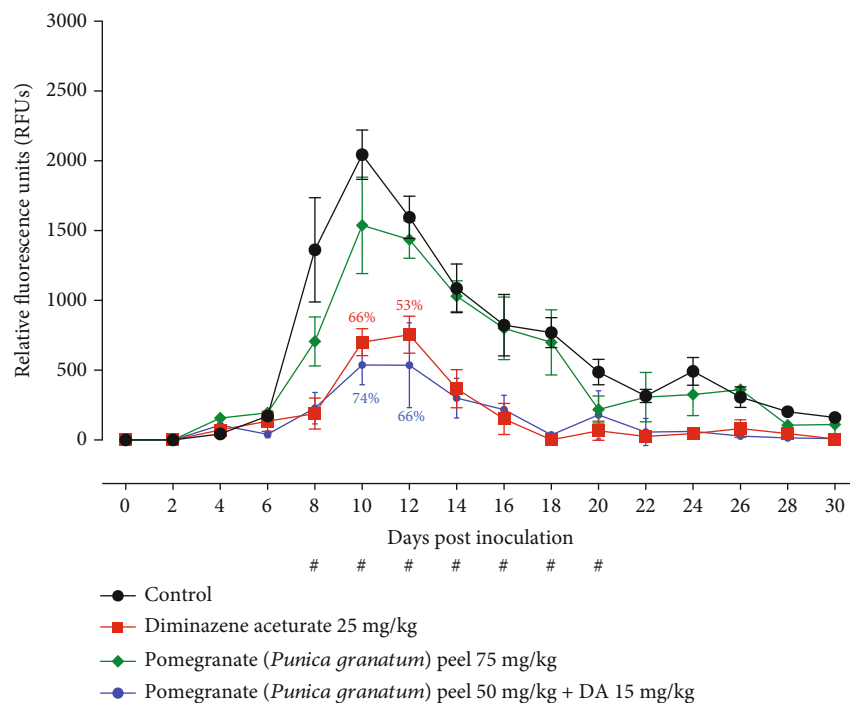 3000
2500
2000
1500
1000
500
0
Relative fluorescence units (RFUs)
66%
53%
74%
66%
0 2 4 6 8 10 12 14 16 18 20 22 24 26 28 30
Days post inoculation
# # # # # # #
Control
Diminazene aceturate 25 mg/kg
Pomegranate (Punica granatum) peel 75 mg/kg
Pomegranate (Punica granatum) peel 50 mg/kg + DA 15 mg/kg